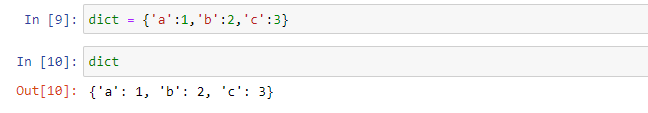 In [9]: dict = {'a':1,'b':2,'c':3}
In [10]: dict
Out[10]: {'a': 1, 'b': 2, 'c': 3}